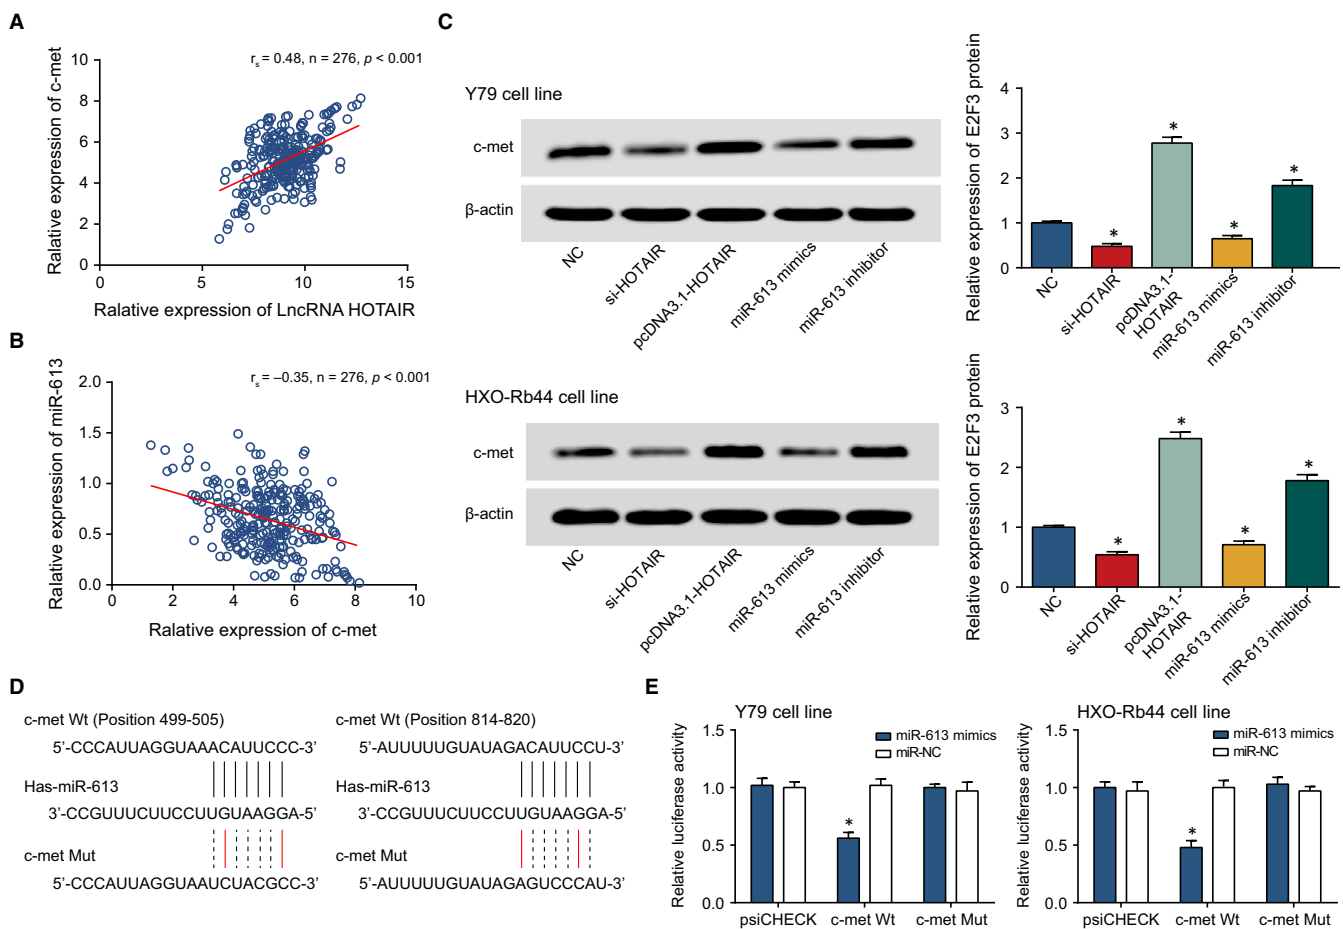 A
r_s = 0.48, n = 276, p < 0.001
Ralative expression of c-met
10
8
6
4
2
0
0
5
10
15
Ralative expression of LncRNA HOTAIR
B
r_s = –0.35, n = 276, p < 0.001
Ralative expression of miR-613
2.0
1.5
1.0
0.5
0.0
0
2
4
6
8
10
Ralative expression of c-met
C
Y79 cell line
c-met
β-actin
NC
si-HOTAIR
pcDNA3.1-HOTAIR
miR-613 mimics
miR-613 inhibitor
Relative expression of E2F3 protein
4
3
2
1
0
*
*
*
*
NC
si-HOTAIR
pcDNA3.1-
HOTAIR
miR-613 mimics
miR-613 inhibitor
HXO-Rb44 cell line
c-met
β-actin
NC
si-HOTAIR
pcDNA3.1-HOTAIR
miR-613 mimics
miR-613 inhibitor
Relative expression of E2F3 protein
3
2
1
0
*
*
*
*
NC
si-HOTAIR
pcDNA3.1-
HOTAIR
miR-613 mimics
miR-613 inhibitor
D
c-met Wt (Position 499-505)
5'-CCCAUUAGGUAAACAUUCCC-3'
Has-miR-613
3'-CCGUUUCUUCCUUGUAAGGA-5'
c-met Mut
5'-CCCAUUAGGUAAUCUACGCC-3'
c-met Wt (Position 814-820)
5'-AUUUUUGUAUAGACAUUCCU-3'
Has-miR-613
3'-CCGUUUCUUCCUUGUAAGGA-5'
c-met Mut
5'-AUUUUUGUAUAGAGUCCCAU-3'
E
Y79 cell line
miR-613 mimics
miR-NC
Relative luciferase activity
1.5
1.0
0.5
0.0
*
psiCHECK
c-met Wt
c-met Mut
HXO-Rb44 cell line
miR-613 mimics
miR-NC
Relative luciferase activity
1.5
1.0
0.5
0.0
*
psiCHECK
c-met Wt
c-met Mut